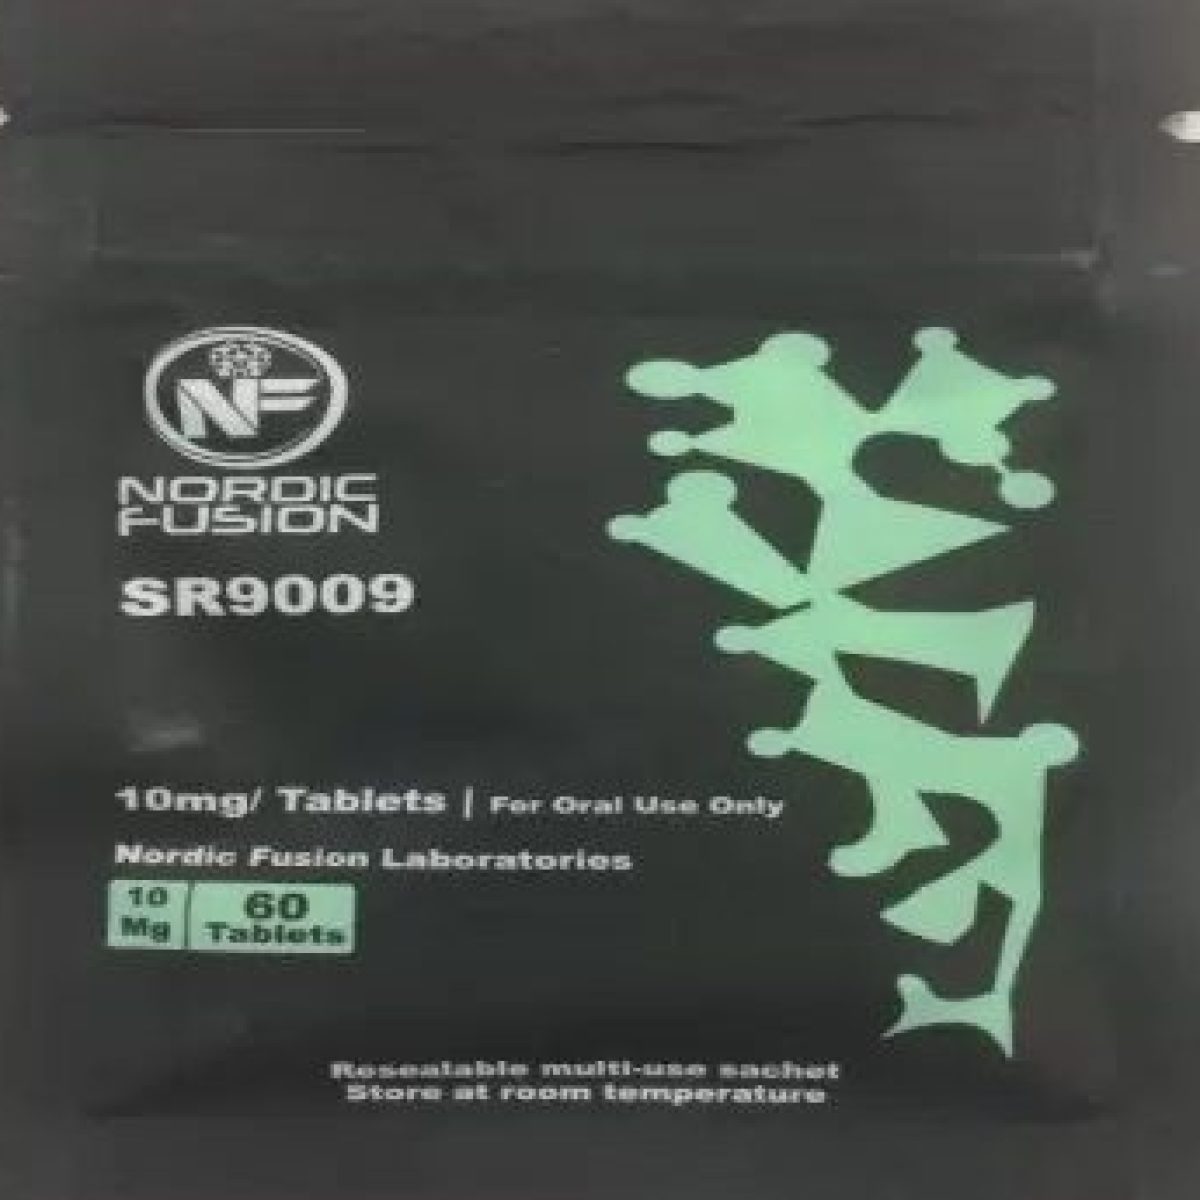 NF
NORDIC
FUSION
SR9009
10mg/ Tablets | For Oral Use Only
Nordic Fusion Laboratories
10
Mg
60
Tablets
Resealable multi-use sachet
Store at room temperature